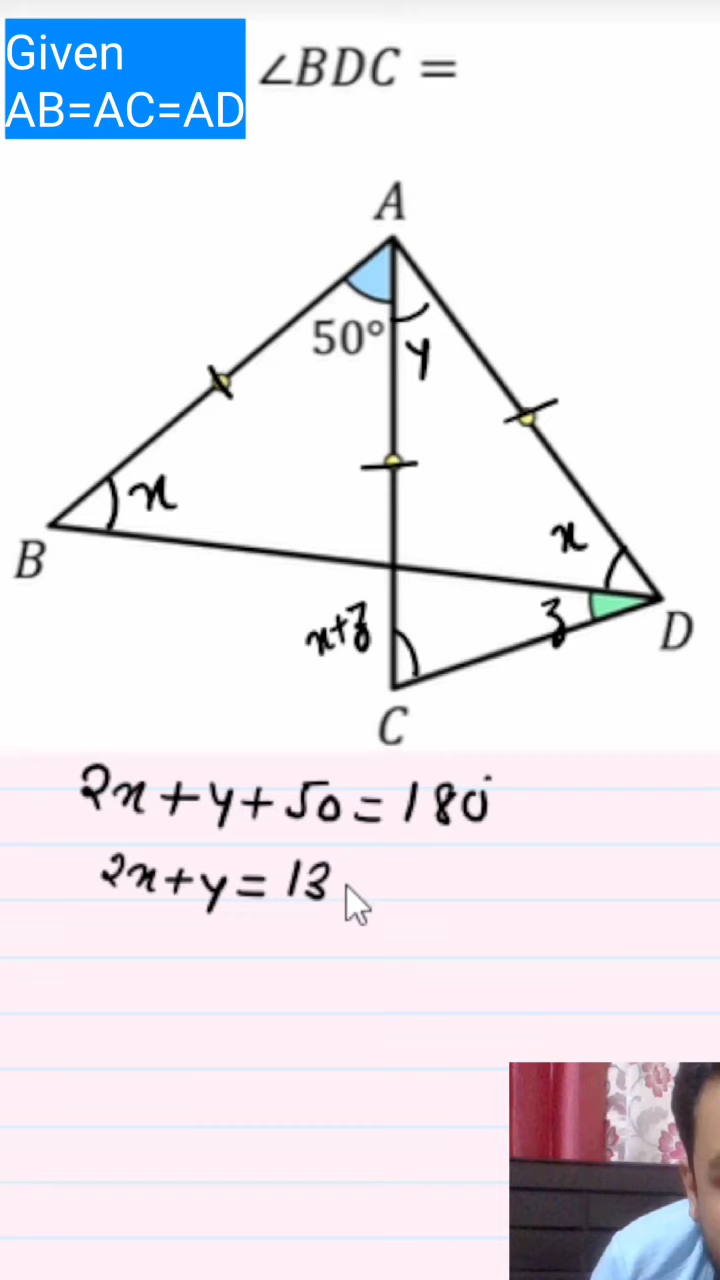 Given
AB=AC=AD
∠BDC =
A
50°
y
x
B
x
z
D
x+z
C
2x+y+50=180°
2x+y=13